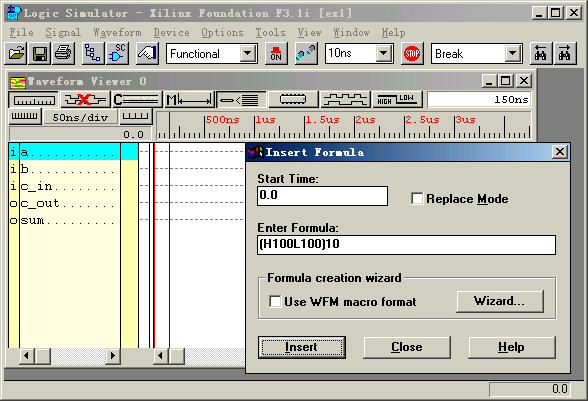 Logic Simulator - Xilinx Foundation F3.1i [ex1]
File Signal Waveform Device Options Tools View Window Help
SC Functional ON 10ns STOP Break
Waveform Viewer 0
C M HIGH LOW 150ns
50ns/div 500ns 1us 1.5us 2us 2.5us 3us
0.0
i a...........
i b...........
i c_in........
o c_out.......
o sum.........
Insert Formula
Start Time:
0.0
Replace Mode
Enter Formula:
(H100L100)10
Formula creation wizard
Use WFM macro format Wizard...
Insert Close Help
0.0